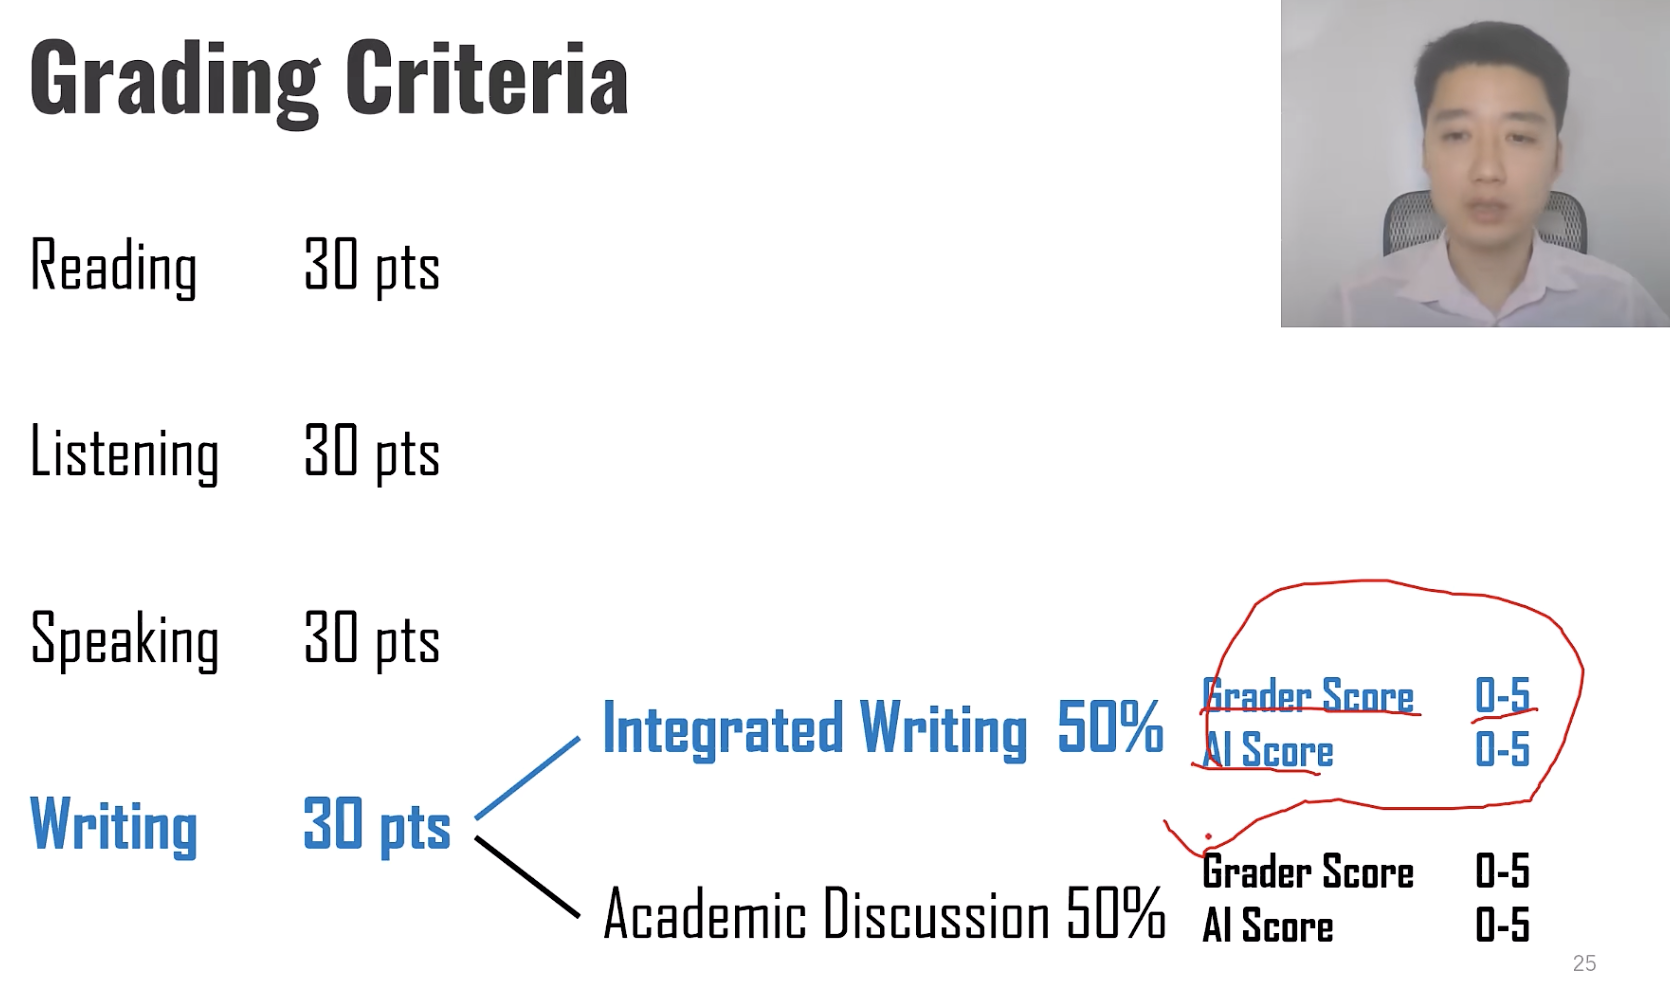 Grading Criteria
Reading 30 pts
Listening 30 pts
Speaking 30 pts
Writing 30 pts
Integrated Writing 50%
Grader Score 0-5
AI Score 0-5
Academic Discussion 50%
Grader Score 0-5
AI Score 0-5
25